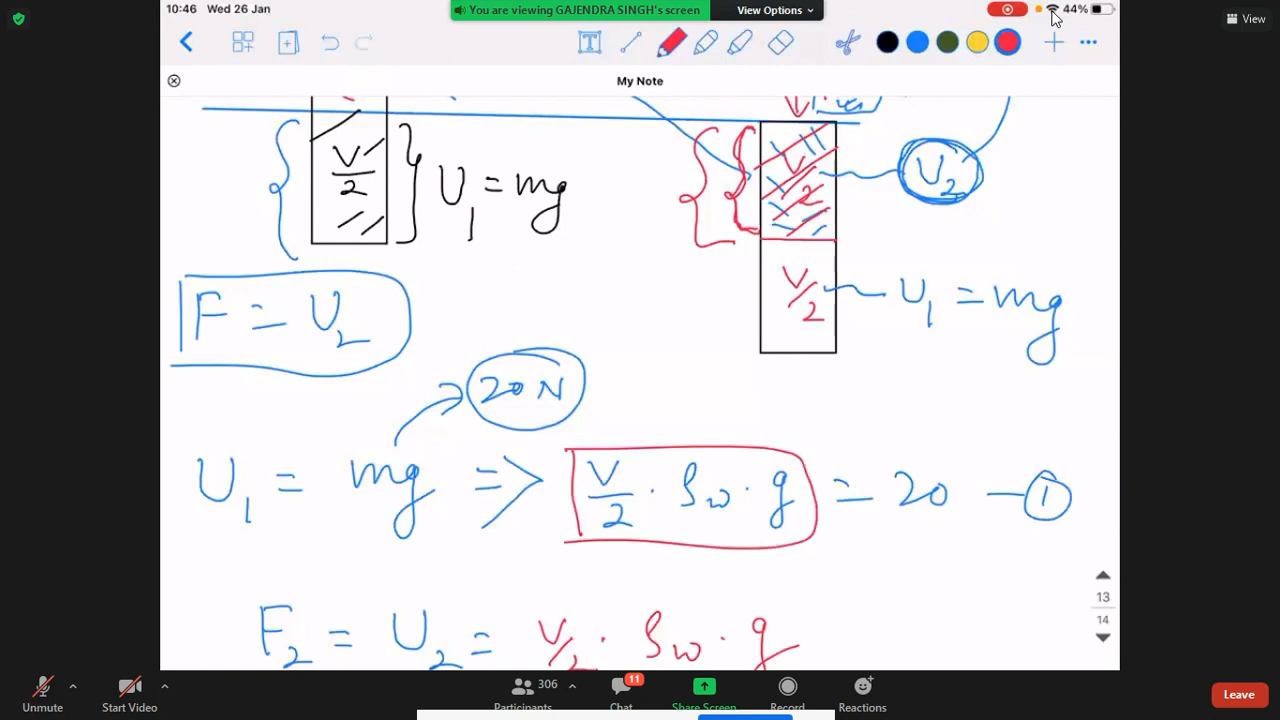 10:46 Wed 26 Jan
You are viewing GAJENDRA SINGH's screen
View Options
44%
View
My Note
V/2
U₁ = mg
V/2
U₂
V/2
U₁ = mg
F = U₂
20 N
U₁ = mg => V/2 · ρw · g = 20 — ①
13
14
F₂ = U₂ = V/2 · ρw · g
Unmute
Start Video
306
Participants
11
Chat
Share Screen
Record
Reactions
Leave